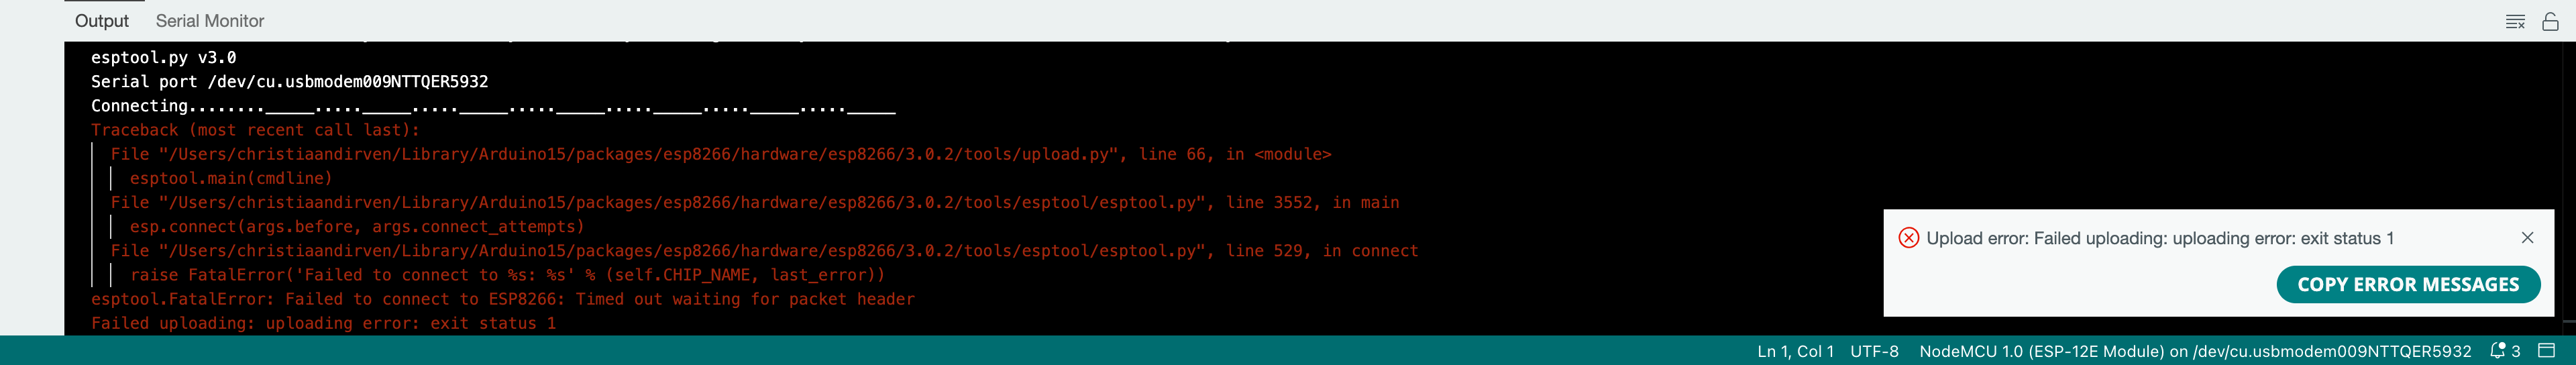 Output Serial Monitor
esptool.py v3.0
Serial port /dev/cu.usbmodem009NTTQER5932
Connecting........_____....._____....._____....._____....._____....._____....._____
Traceback (most recent call last):
File "/Users/christiaandirven/Library/Arduino15/packages/esp8266/hardware/esp8266/3.0.2/tools/upload.py", line 66, in <module>
esptool.main(cmdline)
File "/Users/christiaandirven/Library/Arduino15/packages/esp8266/hardware/esp8266/3.0.2/tools/esptool/esptool.py", line 3552, in main
esp.connect(args.before, args.connect_attempts)
File "/Users/christiaandirven/Library/Arduino15/packages/esp8266/hardware/esp8266/3.0.2/tools/esptool/esptool.py", line 529, in connect
raise FatalError('Failed to connect to %s: %s' % (self.CHIP_NAME, last_error))
esptool.FatalError: Failed to connect to ESP8266: Timed out waiting for packet header
Failed uploading: uploading error: exit status 1
Upload error: Failed uploading: uploading error: exit status 1
COPY ERROR MESSAGES
Ln 1, Col 1 UTF-8 NodeMCU 1.0 (ESP-12E Module) on /dev/cu.usbmodem009NTTQER5932 3